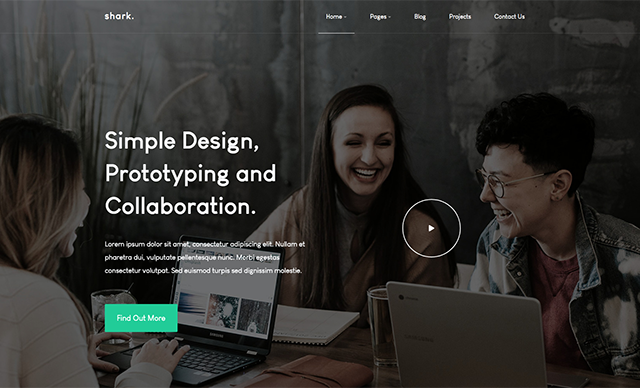 shark.
Home
Pages
Blog
Projects
Contact Us
Simple Design,
Prototyping and
Collaboration.
Lorem ipsum dolor sit amet, consectetur adipiscing elit. Nullam et
pharetra dui, vulputate pellentesque nunc. Morbi egestas
consectetur volutpat. Sed euismod turpis sed dignissim molestie.
Find Out More
SAMSUNG